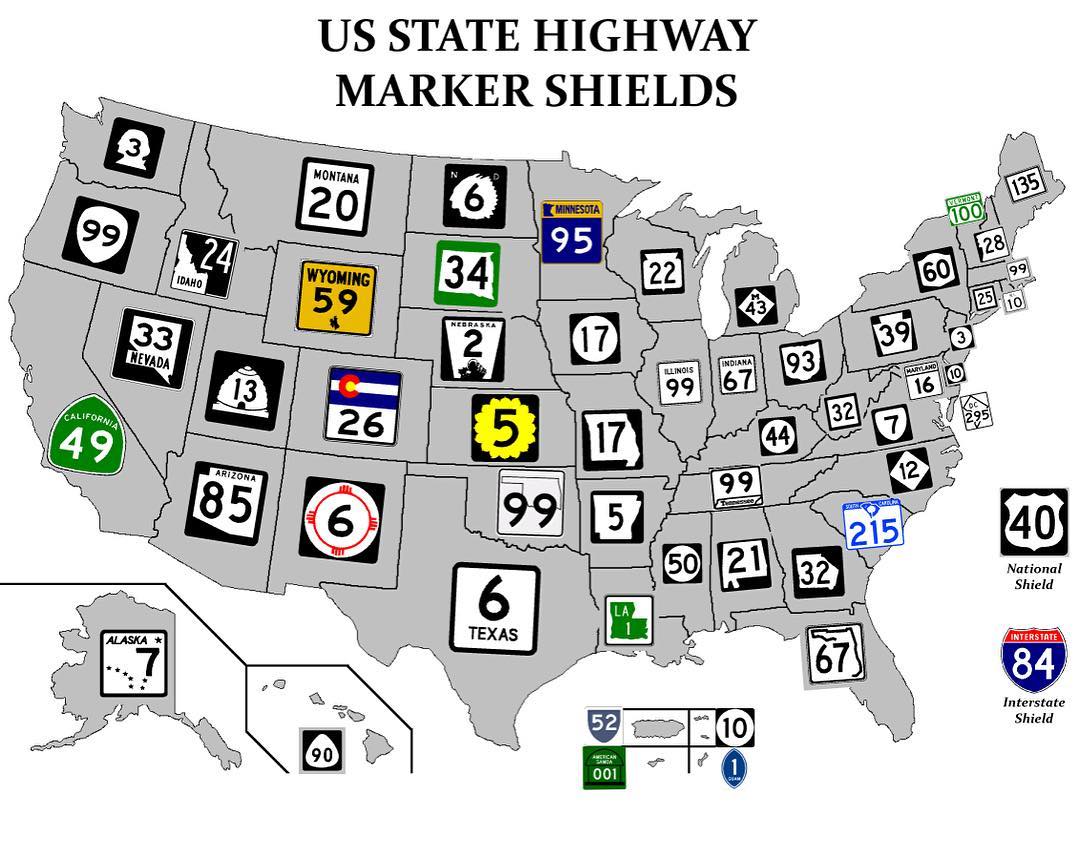 US STATE HIGHWAY
MARKER SHIELDS
3
MONTANA
20
N D
6
MINNESOTA
95
VERMONT
100
135
99
24
IDAHO
WYOMING
59
34
22
M
43
60
28
99
33
NEVADA
NEBRASKA
2
17
25
10
39
3
13
26
ILLINOIS
99
INDIANA
67
93
MARYLAND
16
10
CALIFORNIA
49
5
17
44
32
7
DC
295
ARIZONA
85
6
99
5
99
Tennessee
12
SOUTH CAROLINA
215
40
National
Shield
50
21
32
6
TEXAS
LA
1
67
INTERSTATE
84
Interstate
Shield
ALASKA
7
90
52
10
AMERICAN
SAMOA
001
1
GUAM